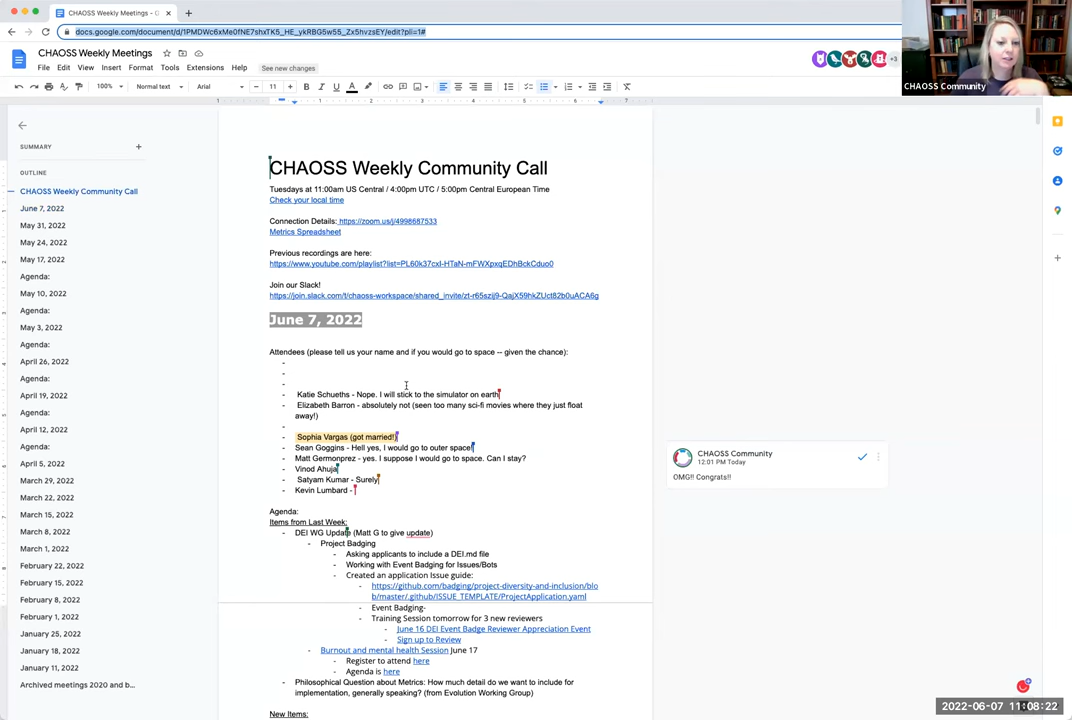 CHAOSS Weekly Meetings - G
docs.google.com/document/d/1PMDWc6xMe0fNE7shxTK5_HE_ykRBG5w55_Zx5hvzsEY/edit?pli=1#
CHAOSS Weekly Meetings
File Edit View Insert Format Tools Extensions Help See new changes
+3
100% Normal text Arial 11
CHAOSS Community
SUMMARY
OUTLINE
CHAOSS Weekly Community Call
June 7, 2022
May 31, 2022
May 24, 2022
May 17, 2022
Agenda:
May 10, 2022
Agenda:
May 3, 2022
Agenda:
April 26, 2022
Agenda:
April 19, 2022
Agenda:
April 12, 2022
Agenda:
April 5, 2022
March 29, 2022
March 22, 2022
March 15, 2022
March 8, 2022
March 1, 2022
February 22, 2022
February 15, 2022
February 8, 2022
February 1, 2022
January 25, 2022
January 18, 2022
January 11, 2022
Archived meetings 2020 and b...
CHAOSS Weekly Community Call
Tuesdays at 11:00am US Central / 4:00pm UTC / 5:00pm Central European Time
Check your local time
Connection Details: https://zoom.us/j/4998687533
Metrics Spreadsheet
Previous recordings are here:
https://www.youtube.com/playlist?list=PL60k37cxI-HTaN-mFWXpxqEDhBckCduo0
Join our Slack!
https://join.slack.com/t/chaoss-workspace/shared_invite/zt-r65szij9-QajX59hkZUct82b0uACA6g
June 7, 2022
Attendees (please tell us your name and if you would go to space -- given the chance):
-
-
-
- Katie Schueths - Nope. I will stick to the simulator on earth
- Elizabeth Barron - absolutely not (seen too many sci-fi movies where they just float
away!)
-
- Sophia Vargas (got married!)
- Sean Goggins - Hell yes, I would go to outer space!
- Matt Germonprez - yes. I suppose I would go to space. Can I stay?
- Vinod Ahuja
- Satyam Kumar - Surely
- Kevin Lumbard -
Agenda:
Items from Last Week:
- DEI WG Update (Matt G to give update)
- Project Badging
- Asking applicants to include a DEI.md file
- Working with Event Badging for Issues/Bots
- Created an application Issue guide:
- https://github.com/badging/project-diversity-and-inclusion/blo
b/master/.github/ISSUE_TEMPLATE/ProjectApplication.yaml
- Event Badging-
- Training Session tomorrow for 3 new reviewers
- June 16 DEI Event Badge Reviewer Appreciation Event
- Sign up to Review
- Burnout and mental health Session June 17
- Register to attend here
- Agenda is here
- Philosophical Question about Metrics: How much detail do we want to include for
implementation, generally speaking? (from Evolution Working Group)
New Items:
CHAOSS Community
12:01 PM Today
OMG!! Congrats!!
2022-06-07 11:08:22